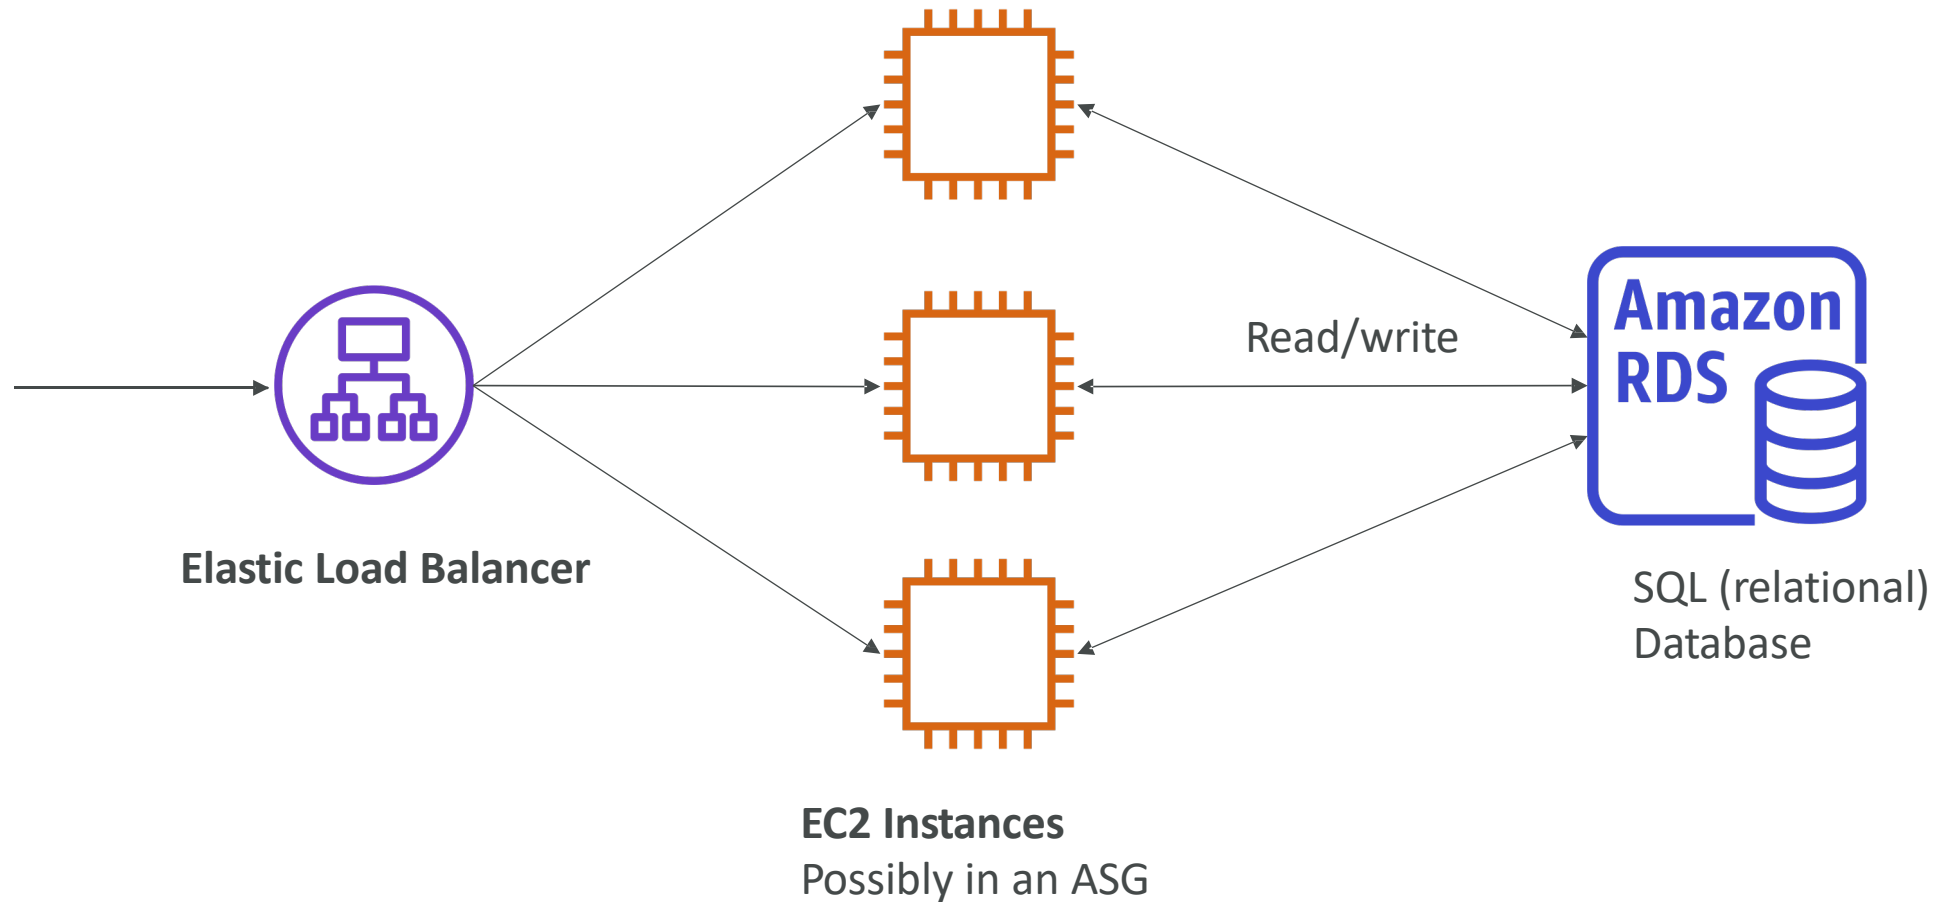 Elastic Load Balancer
EC2 Instances
Possibly in an ASG
Read/write
Amazon
RDS
SQL (relational)
Database